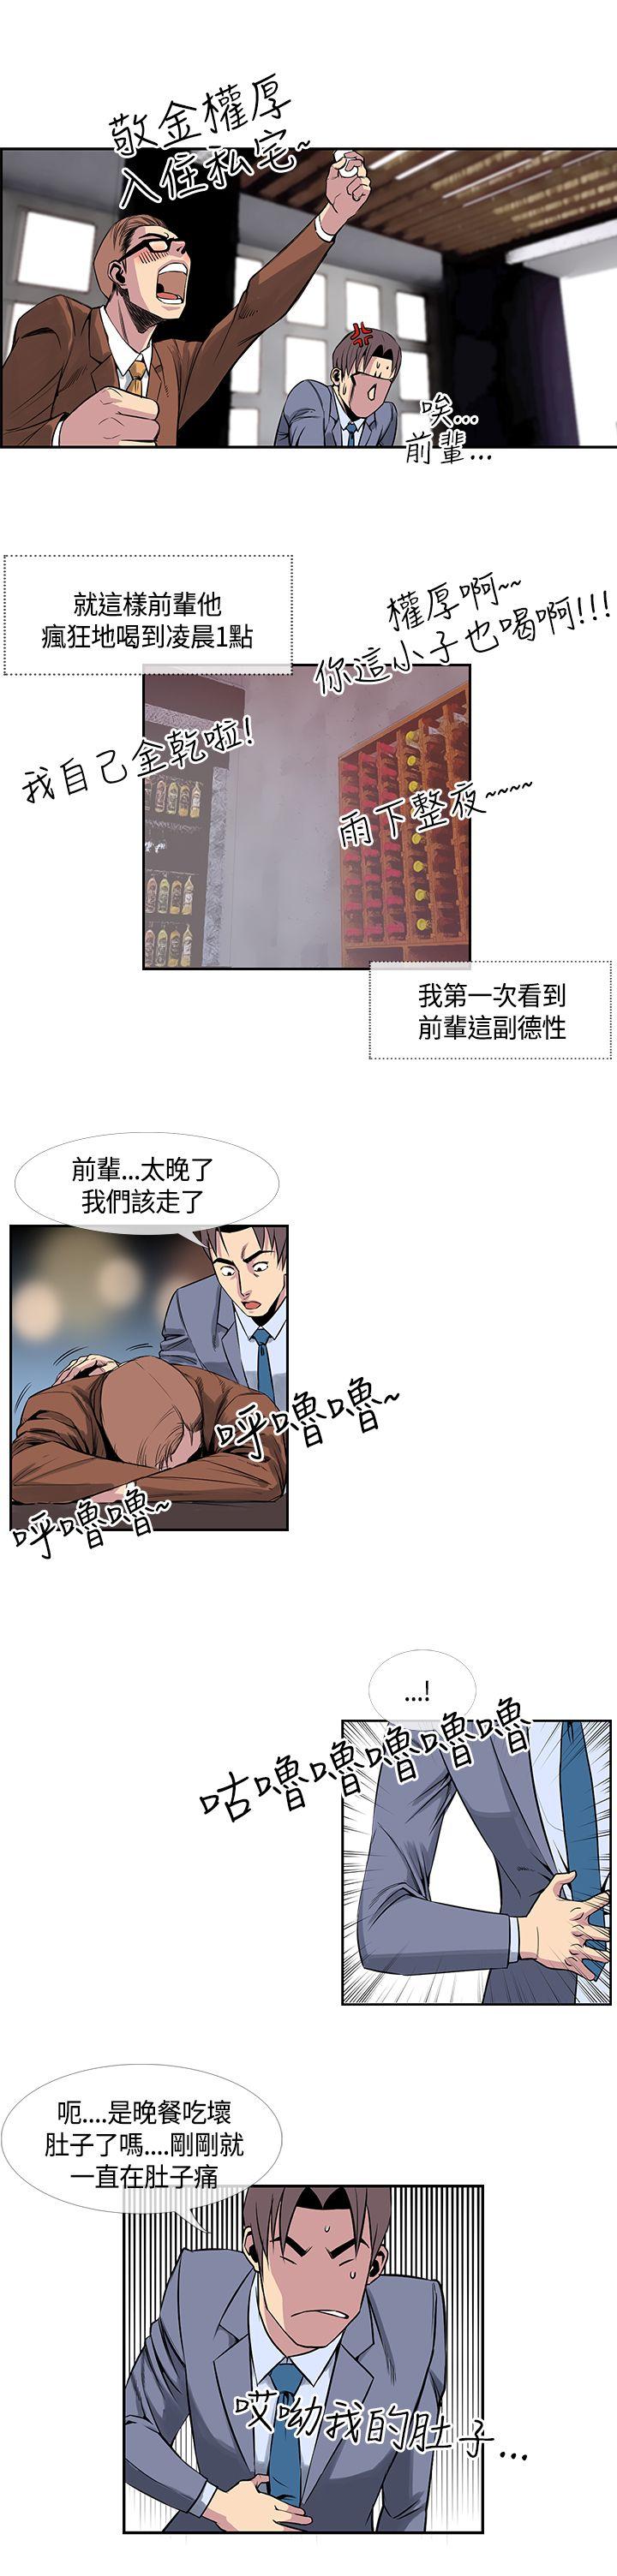 敬金權厚
入住私宅~
唉...
前輩...
就這樣前輩他
瘋狂地喝到凌晨1點
權厚啊~~
你這小子也喝啊!!!
我自己全乾啦!
雨下整夜~~~~
我第一次看到
前輩這副德性
前輩...太晚了
我們該走了
呼嚕嚕~
呼嚕嚕~
...!
咕嚕嚕嚕嚕嚕
呃....是晚餐吃壞
肚子了嗎....剛剛就
一直在肚子痛
哎呦我的肚子...